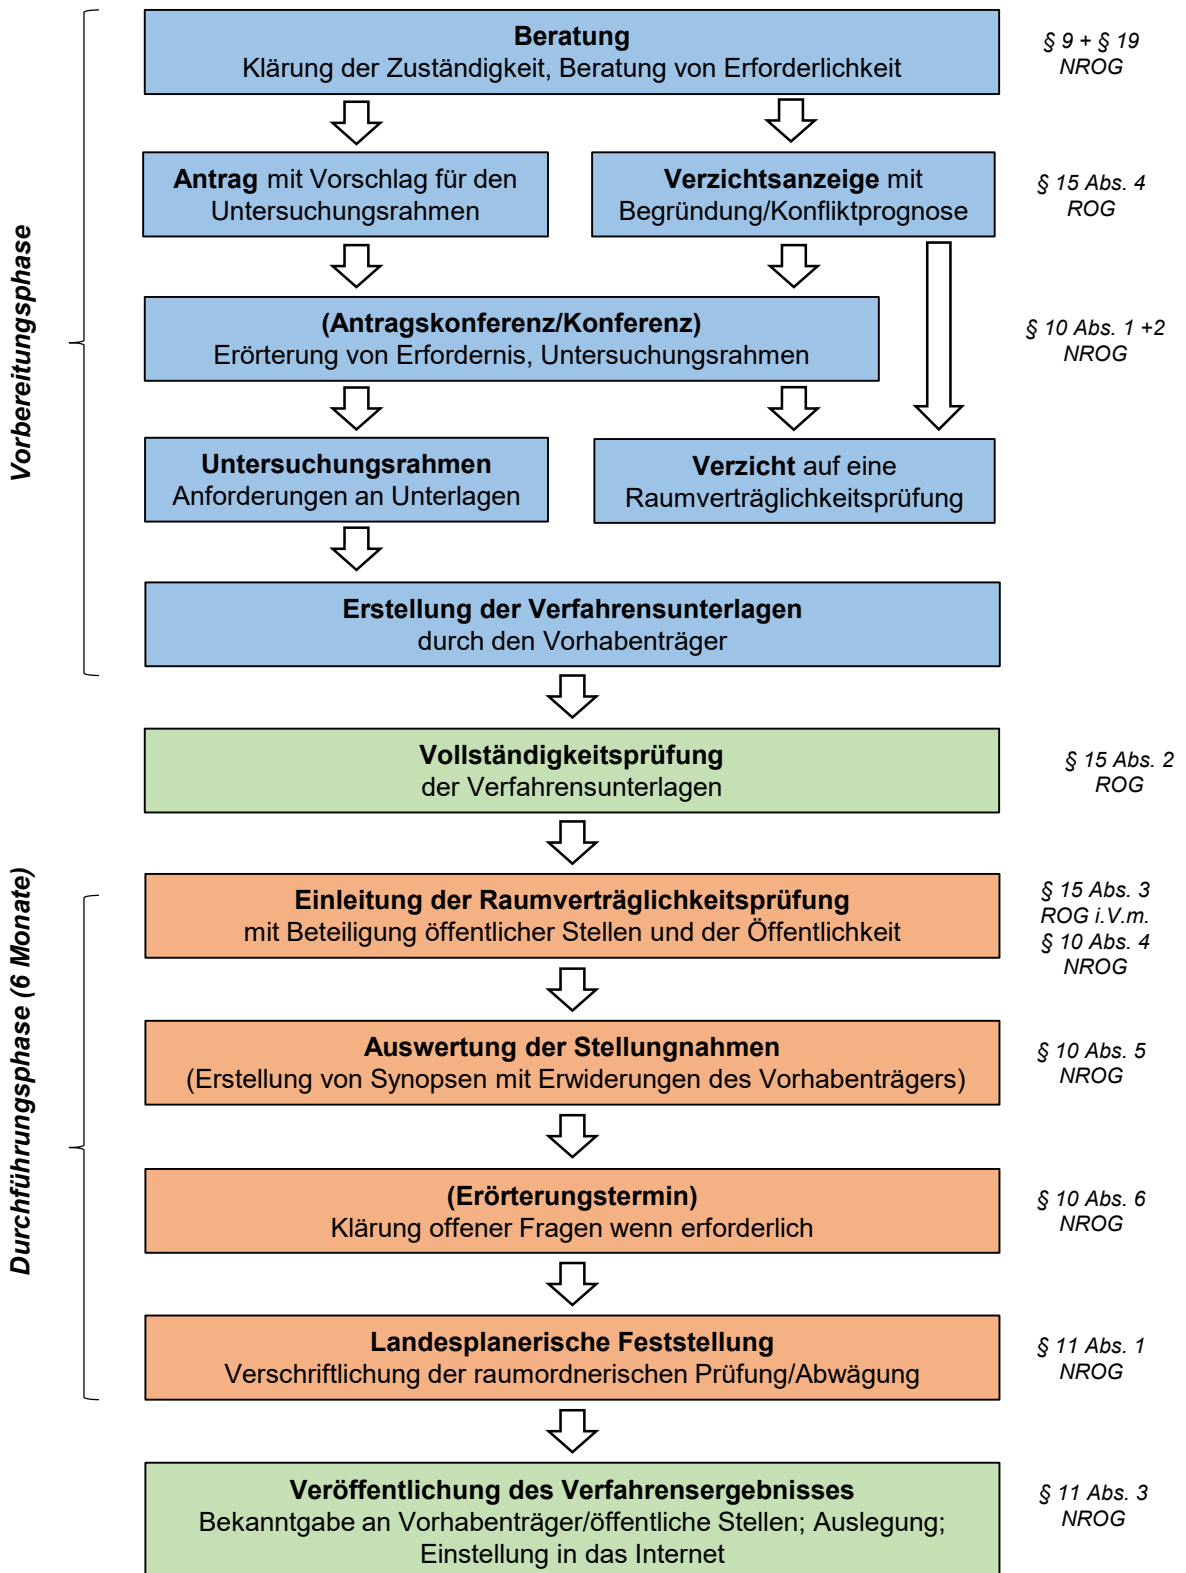 Vorbereitungsphase
Beratung
Klärung der Zuständigkeit, Beratung von Erforderlichkeit
§ 9 + § 19
NROG
Antrag mit Vorschlag für den
Untersuchungsrahmen
Verzichtsanzeige mit
Begründung/Konfliktprognose
§ 15 Abs. 4
ROG
(Antragskonferenz/Konferenz)
Erörterung von Erfordernis, Untersuchungsrahmen
§ 10 Abs. 1 +2
NROG
Untersuchungsrahmen
Anforderungen an Unterlagen
Verzicht auf eine
Raumverträglichkeitsprüfung
Erstellung der Verfahrensunterlagen
durch den Vorhabenträger
Vollständigkeitsprüfung
der Verfahrensunterlagen
§ 15 Abs. 2
ROG
Durchführungsphase (6 Monate)
Einleitung der Raumverträglichkeitsprüfung
mit Beteiligung öffentlicher Stellen und der Öffentlichkeit
§ 15 Abs. 3
ROG i.V.m.
§ 10 Abs. 4
NROG
Auswertung der Stellungnahmen
(Erstellung von Synopsen mit Erwiderungen des Vorhabenträgers)
§ 10 Abs. 5
NROG
(Erörterungstermin)
Klärung offener Fragen wenn erforderlich
§ 10 Abs. 6
NROG
Landesplanerische Feststellung
Verschriftlichung der raumordnerischen Prüfung/Abwägung
§ 11 Abs. 1
NROG
Veröffentlichung des Verfahrensergebnisses
Bekanntgabe an Vorhabenträger/öffentliche Stellen; Auslegung;
Einstellung in das Internet
§ 11 Abs. 3
NROG